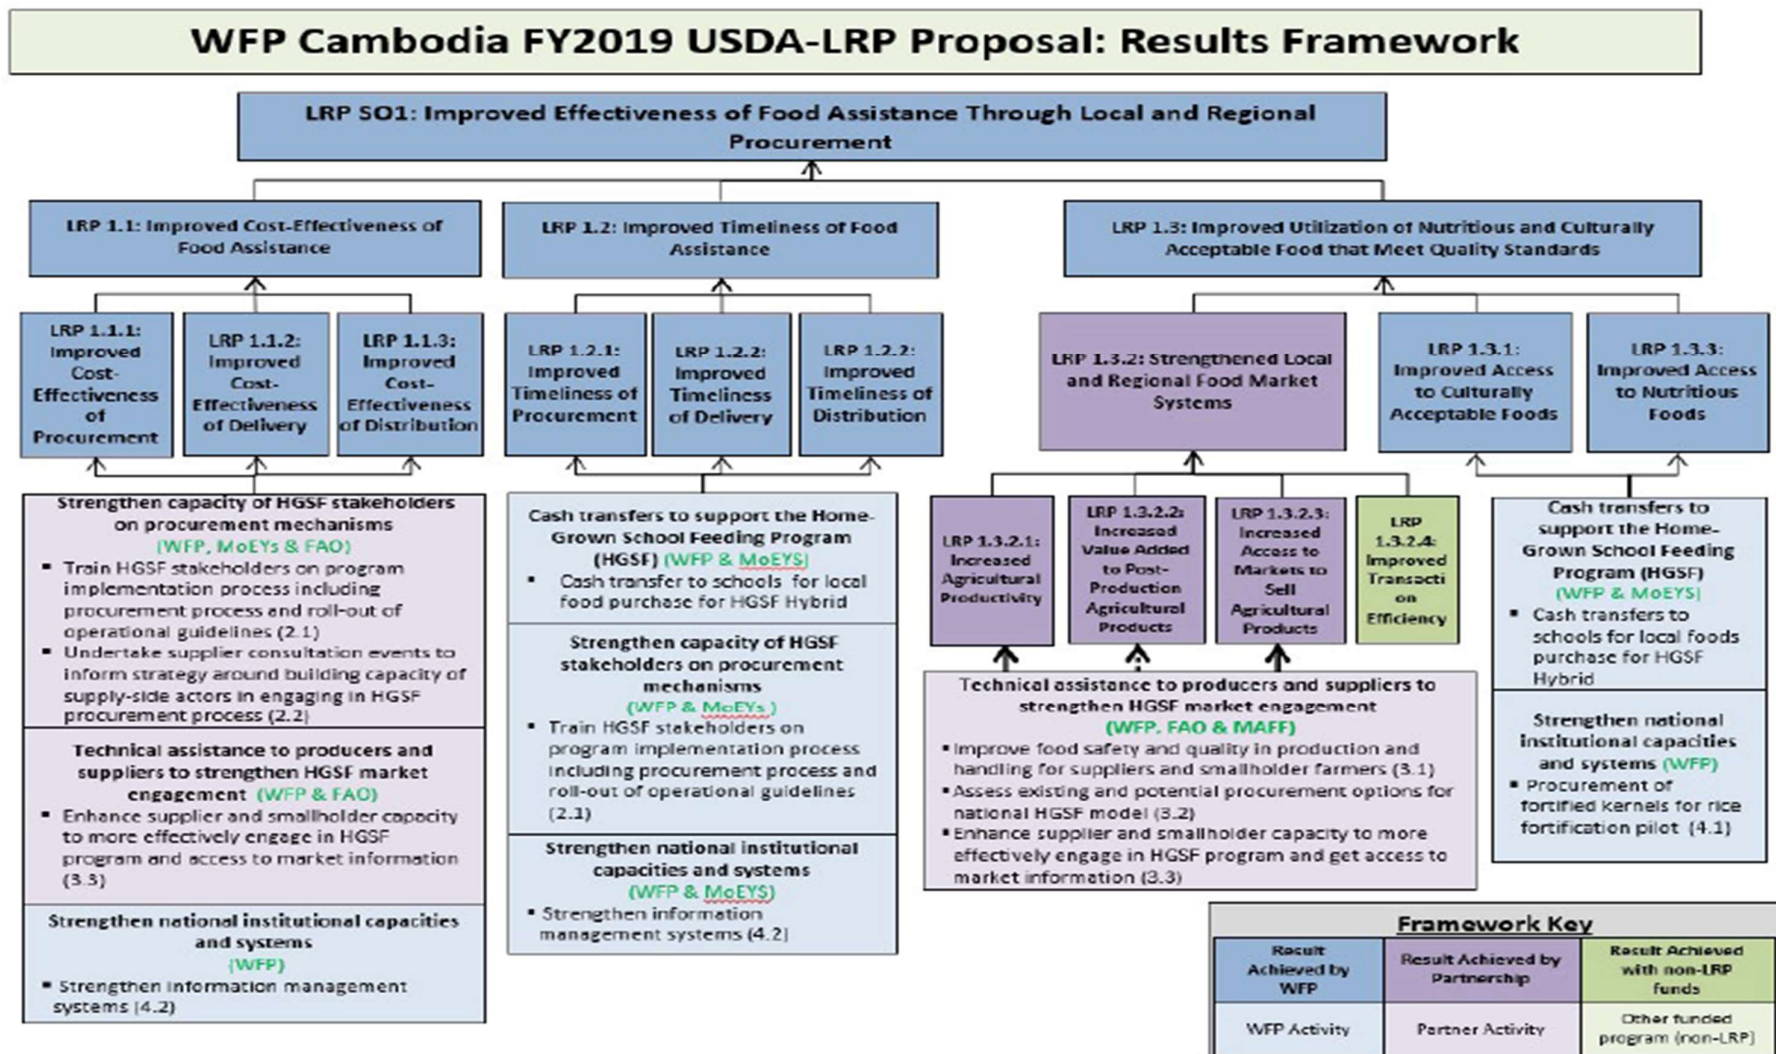 WFP Cambodia FY2019 USDA-LRP Proposal: Results Framework
LRP SO1: Improved Effectiveness of Food Assistance Through Local and Regional
Procurement
LRP 1.1: Improved Cost-Effectiveness of
Food Assistance
LRP 1.2: Improved Timeliness of Food
Assistance
LRP 1.3: Improved Utilization of Nutritious and Culturally
Acceptable Food that Meet Quality Standards
LRP 1.1.1:
Improved
Cost-
Effectiveness
of
Procurement
LRP 1.1.2:
Improved
Cost-
Effectiveness
of Delivery
LRP 1.1.3:
Improved
Cost-
Effectiveness
of Distribution
LRP 1.2.1:
Improved
Timeliness of
Procurement
LRP 1.2.2:
Improved
Timeliness
of Delivery
LRP 1.2.2:
Improved
Timeliness of
Distribution
LRP 1.3.2: Strengthened Local
and Regional Food Market
Systems
LRP 1.3.1:
Improved Access
to Culturally
Acceptable Foods
LRP 1.3.3:
Improved Access
to Nutritious
Foods
Strengthen capacity of HGSF stakeholders
on procurement mechanisms
(WFP, MoEYs & FAO)
▪ Train HGSF stakeholders on program
implementation process including
procurement process and roll-out of
operational guidelines (2.1)
▪ Undertake supplier consultation events to
inform strategy around building capacity of
supply-side actors in engaging in HGSF
procurement process (2.2)
Technical assistance to producers and
suppliers to strengthen HGSF market
engagement (WFP & FAO)
▪ Enhance supplier and smallholder capacity
to more effectively engage in HGSF
program and access to market information
(3.3)
Strengthen national institutional capacities
and systems
(WFP)
▪ Strengthen information management
systems (4.2)
Cash transfers to support the Home-
Grown School Feeding Program
(HGSF) (WFP & MoEYS)
▪ Cash transfer to schools for local
food purchase for HGSF Hybrid
Strengthen capacity of HGSF
stakeholders on procurement
mechanisms
(WFP & MoEYs )
▪ Train HGSF stakeholders on
program implementation process
including procurement process and
roll-out of operational guidelines
(2.1)
Strengthen national institutional
capacities and systems
(WFP & MoEYS)
▪ Strengthen information
management systems (4.2)
LRP 1.3.2.1:
Increased
Agricultural
Productivity
LRP 1.3.2.2:
Increased
Value Added
to Post-
Production
Agricultural
Products
LRP 1.3.2.3:
Increased
Access to
Markets to
Sell
Agricultural
Products
LRP
1.3.2.4:
Improved
Transacti
on
Efficiency
Technical assistance to producers and suppliers to
strengthen HGSF market engagement
(WFP, FAO & MAFF)
▪ Improve food safety and quality in production and
handling for suppliers and smallholder farmers (3.1)
▪ Assess existing and potential procurement options for
national HGSF model (3.2)
▪ Enhance supplier and smallholder capacity to more
effectively engage in HGSF program and get access to
market information (3.3)
Cash transfers to
support the Home-
Grown School Feeding
Program (HGSF)
(WFP & MoEYS)
▪ Cash transfers to
schools for local foods
purchase for HGSF
Hybrid
Strengthen national
institutional capacities
and systems (WFP)
▪ Procurement of
fortified kernels for rice
fortification pilot (4.1)
Framework Key
Result
Achieved by
WFP
Result Achieved by
Partnership
Result Achieved
with non-LRP
funds
WFP Activity
Partner Activity
Other funded
program (non-LRP)